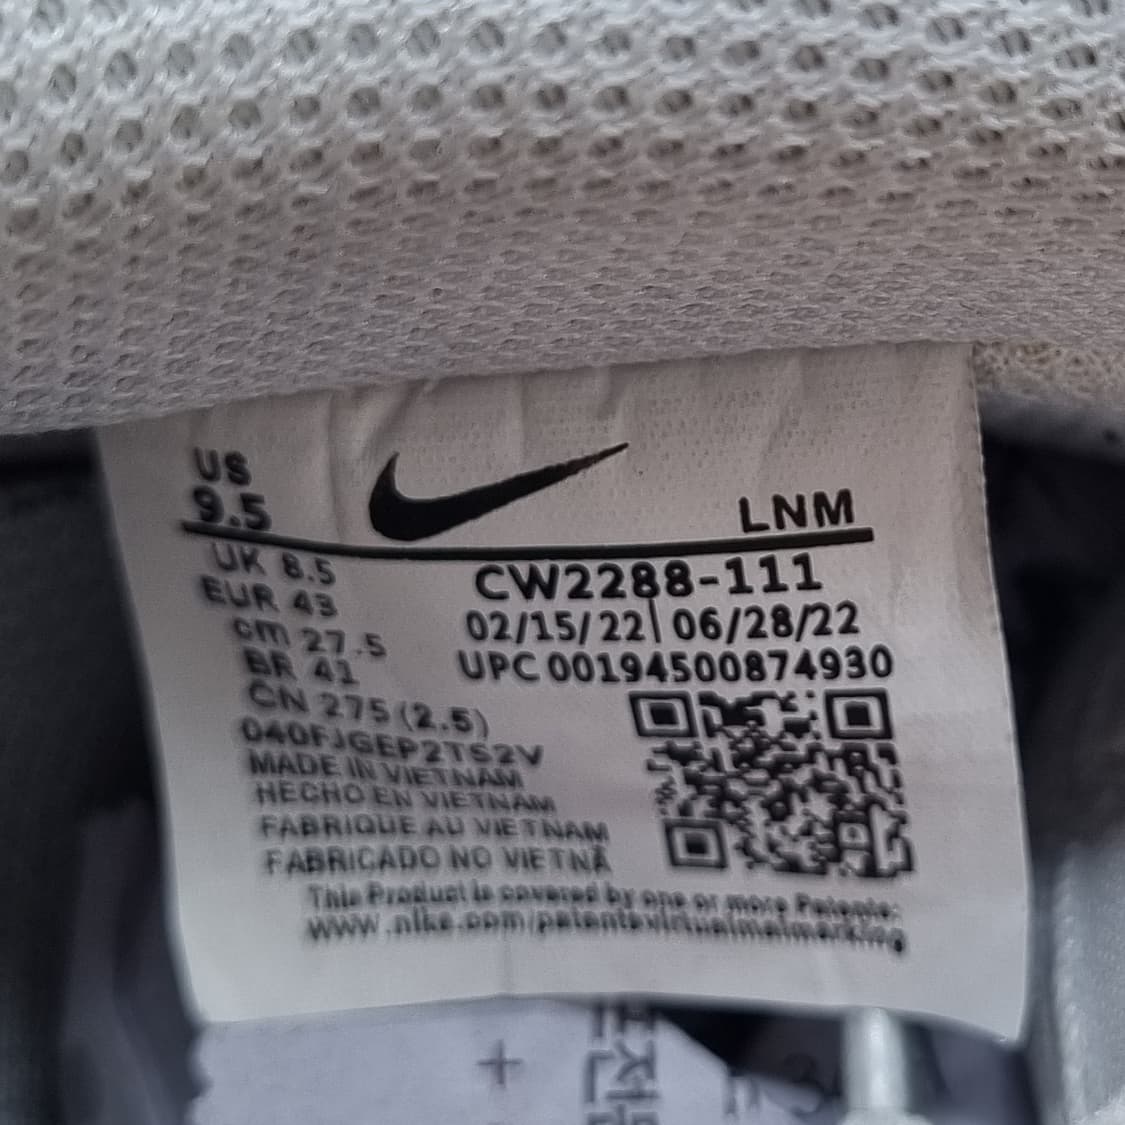 US
9.5
LNM
UK 8.5
EUR 43
cm 27.5
BR 41
CN 275 (2.5)
CW2288-111
02/15/22| 06/28/22
UPC 00194500874930
040FJGEP2TS2V
MADE IN VIETNAM
HECHO EN VIETNAM
FABRIQUE AU VIETNAM
FABRICADO NO VIETNÃ
This Product is covered by one or more Patents:
www.nike.com/patentsvirtualmalmarking